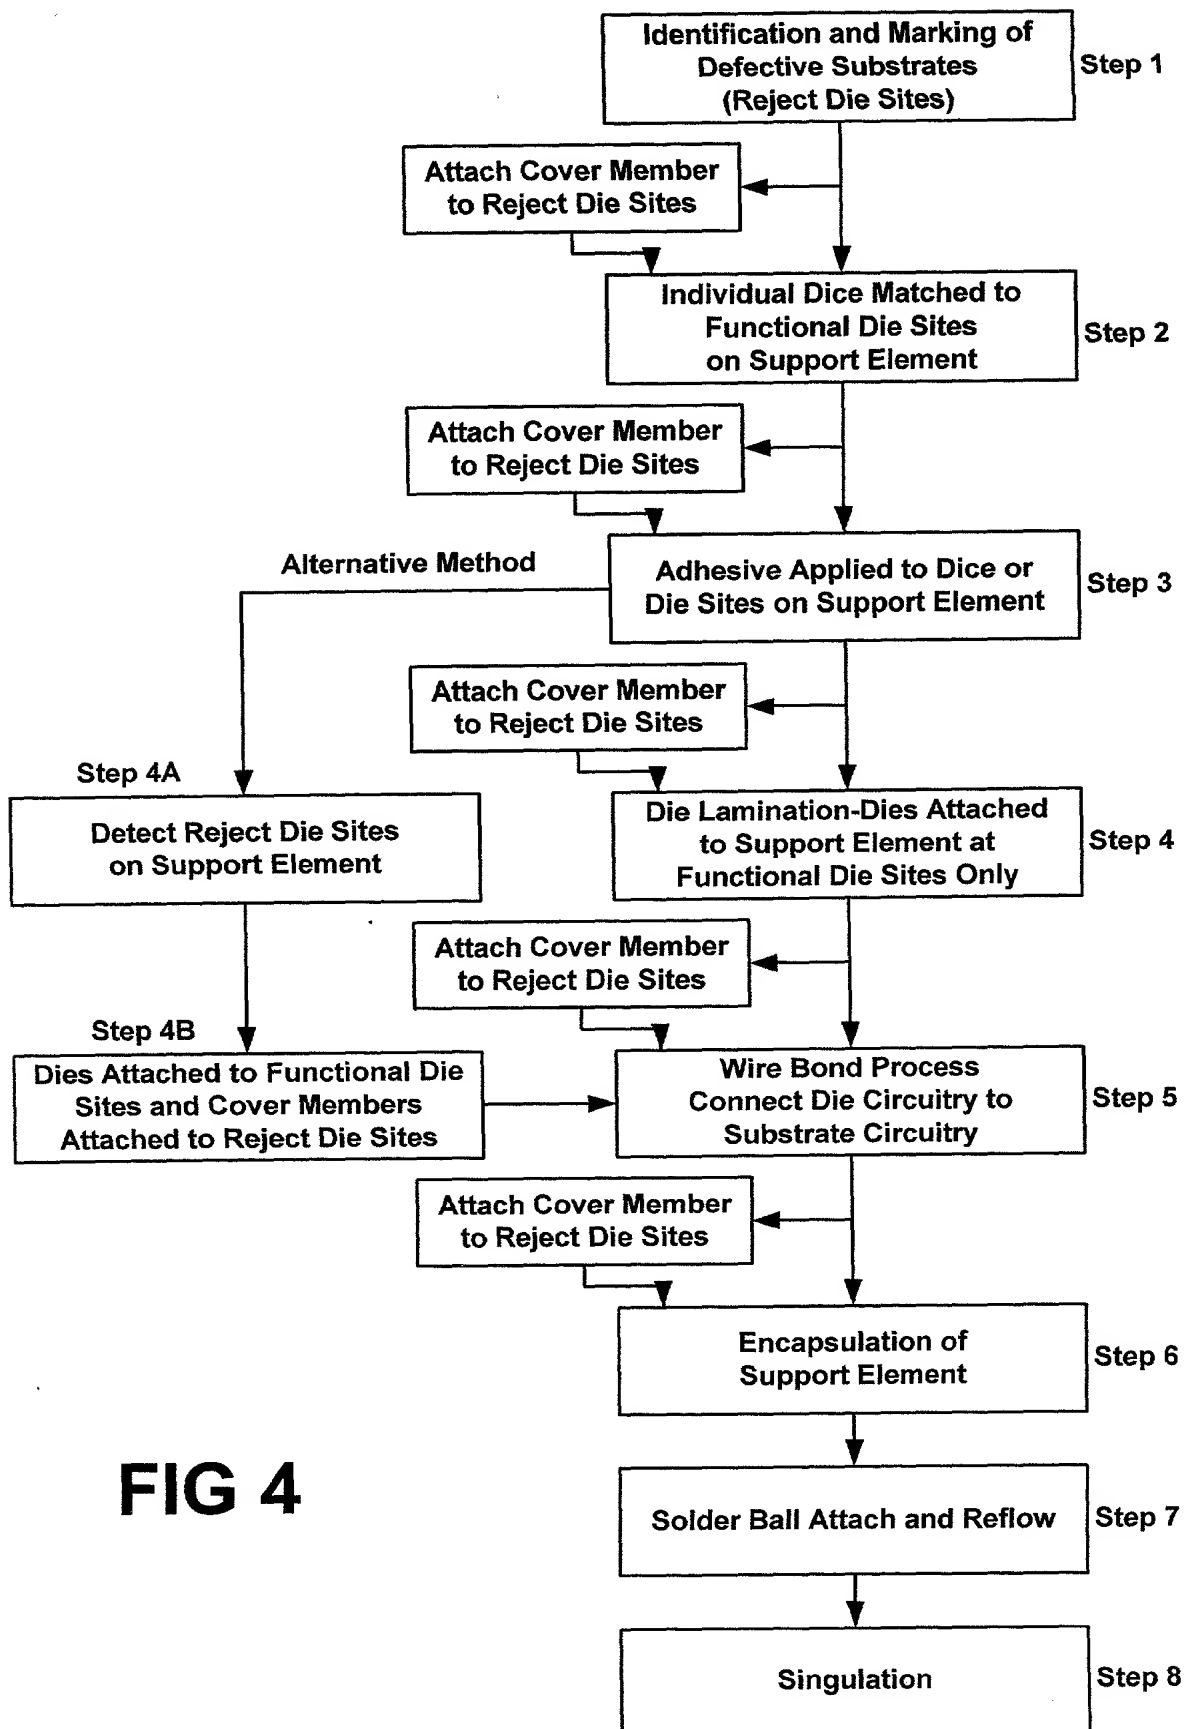 Identification and Marking of
Defective Substrates
(Reject Die Sites)
Step 1
Attach Cover Member
to Reject Die Sites
Individual Dice Matched to
Functional Die Sites
on Support Element
Step 2
Attach Cover Member
to Reject Die Sites
Alternative Method
Adhesive Applied to Dice or
Die Sites on Support Element
Step 3
Attach Cover Member
to Reject Die Sites
Step 4A
Detect Reject Die Sites
on Support Element
Die Lamination-Dies Attached
to Support Element at
Functional Die Sites Only
Step 4
Attach Cover Member
to Reject Die Sites
Step 4B
Dies Attached to Functional Die
Sites and Cover Members
Attached to Reject Die Sites
Wire Bond Process
Connect Die Circuitry to
Substrate Circuitry
Step 5
Attach Cover Member
to Reject Die Sites
Encapsulation of
Support Element
Step 6
FIG 4
Solder Ball Attach and Reflow
Step 7
Singulation
Step 8